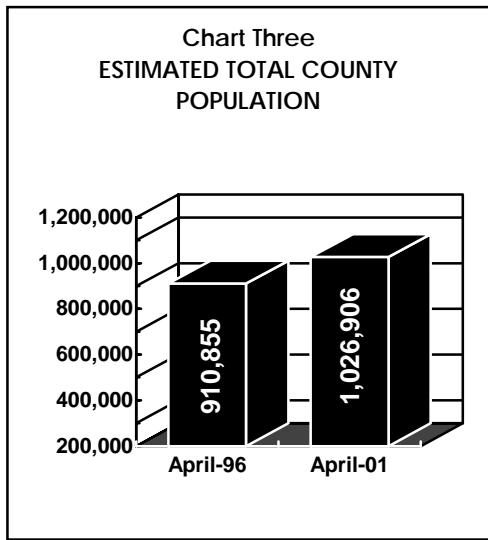 Chart Three
ESTIMATED TOTAL COUNTY
POPULATION
1,200,000
1,000,000
800,000
600,000
400,000
200,000
910,855
1,026,906
April-96
April-01